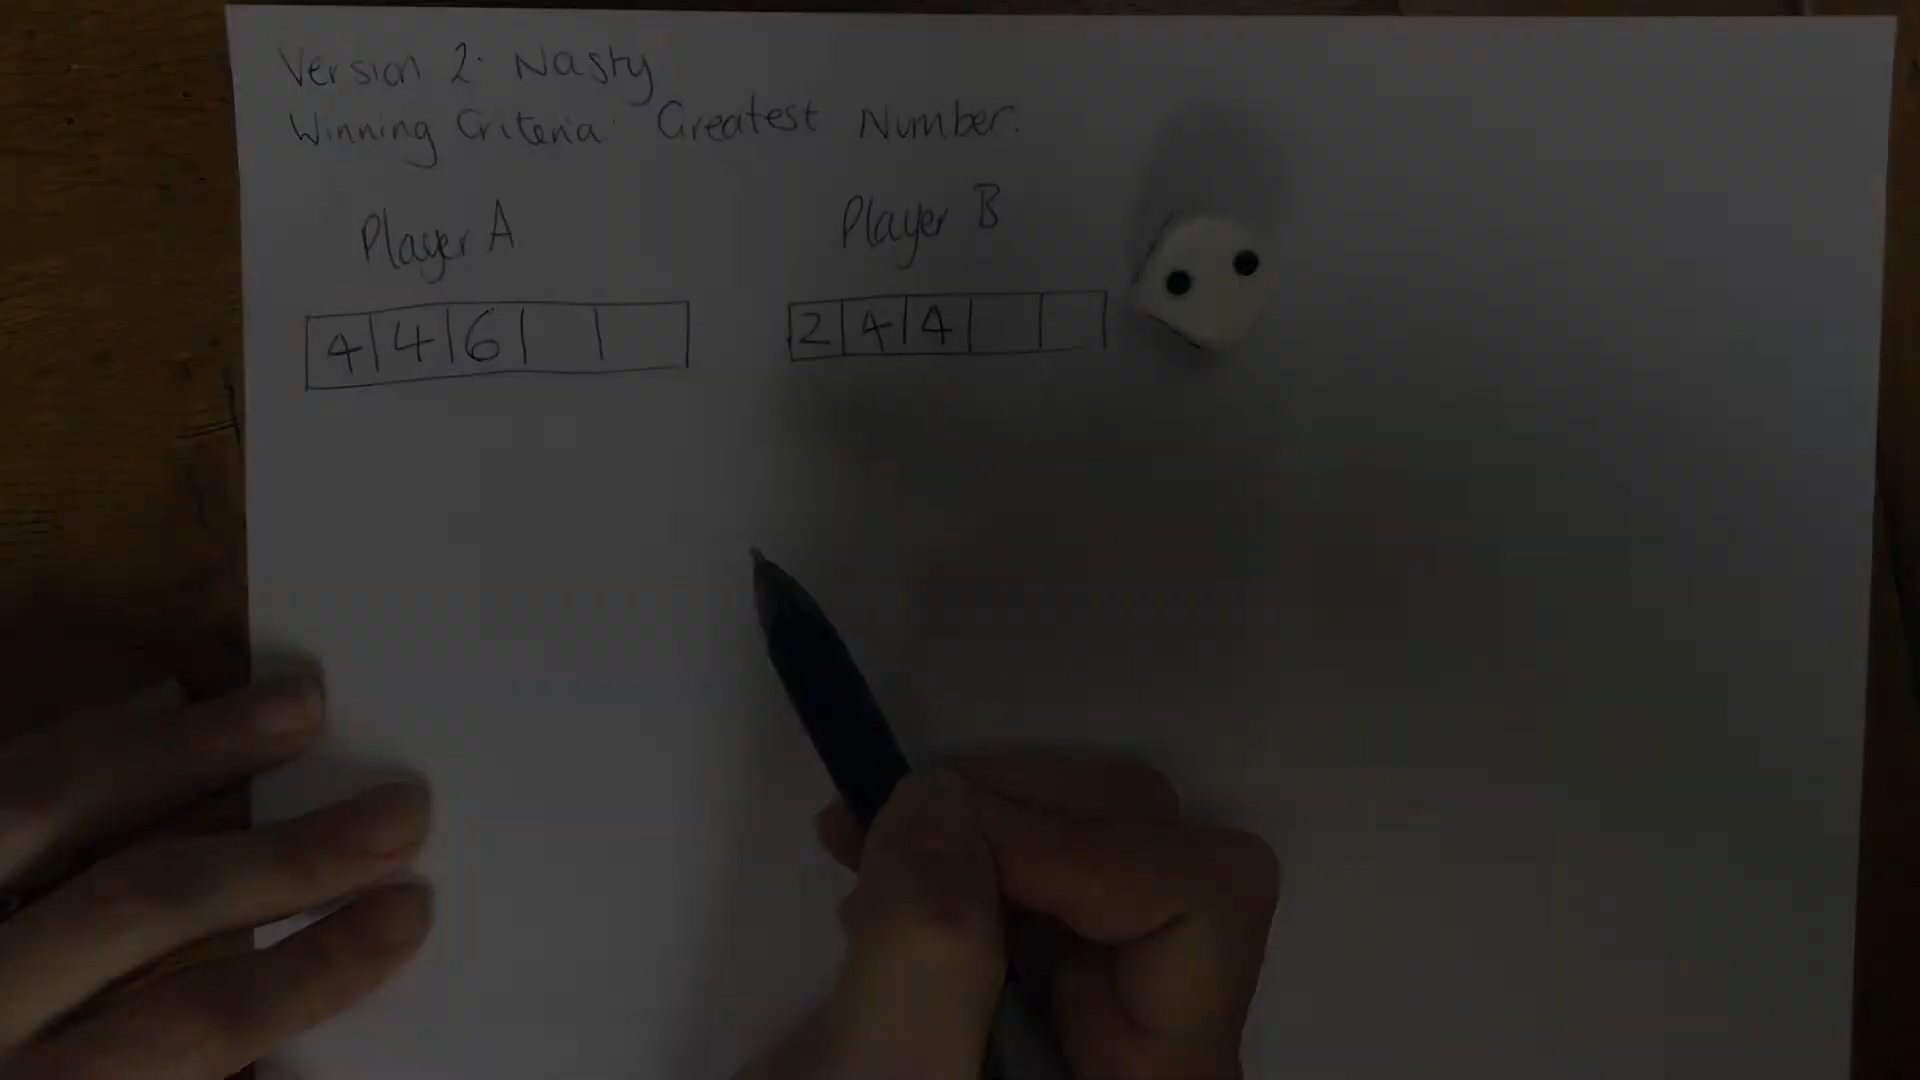 Version 2: Nasty
Winning Criteria: Greatest Number.
Player A
Player B
4 4 6
2 4 4